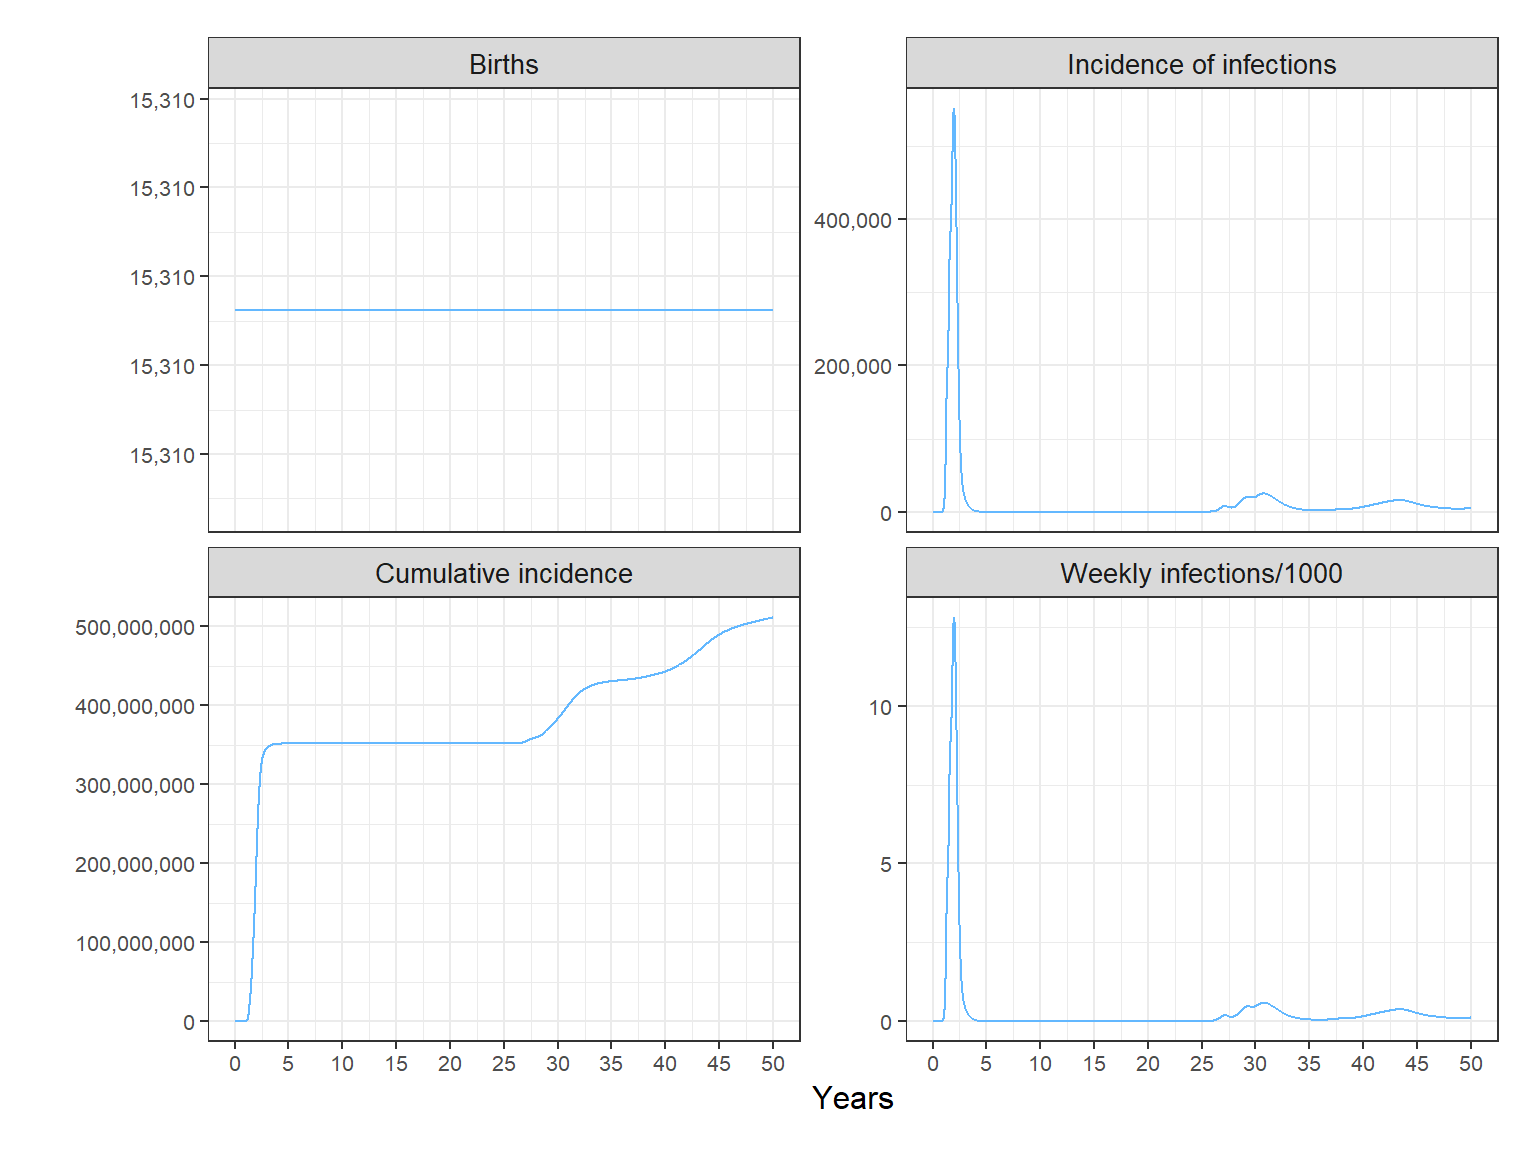 Births
15,310
15,310
15,310
15,310
15,310
Incidence of infections
400,000
200,000
0
Cumulative incidence
500,000,000
400,000,000
300,000,000
200,000,000
100,000,000
0
0 5 10 15 20 25 30 35 40 45 50
Weekly infections/1000
10
5
0
0 5 10 15 20 25 30 35 40 45 50
Years